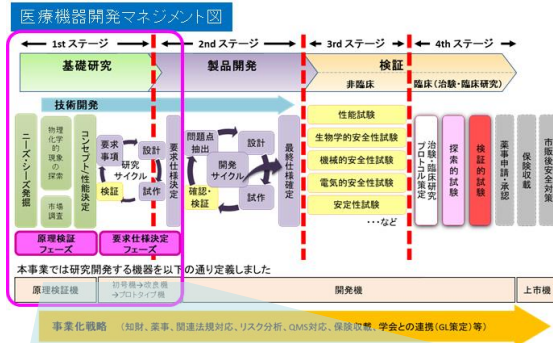 医療機器開発マネジメント図
1stステージ
2ndステージ
3rdステージ
4thステージ
基礎研究
製品開発
検証
非臨床
臨床(治験・臨床研究)
技術開発
ニーズ・シーズ発掘
物理化学的現象の探索
市場調査
コンセプト/性能決定
要求事項
設計
研究サイクル
検証
試作
要求仕様決定
問題点抽出
設計
開発サイクル
確認・検証
試作
最終仕様確定
性能試験
生物学的安全性試験
機械的安全性試験
電気的安全性試験
安定性試験
・・・など
治験・臨床研究プロトコル策定
探索的試験
検証的試験
薬事申請・承認
保険収載
市販後安全対策
原理検証
フェーズ
要求仕様決定
フェーズ
本事業では研究開発する機器を以下の通り定義しました
原理検証機
初号機→改良機
→プロトタイプ機
開発機
上市機
事業化戦略 (知財、薬事、関連法規対応、リスク分析、QMS対応、保険収載、学会との連携(GL策定)等)